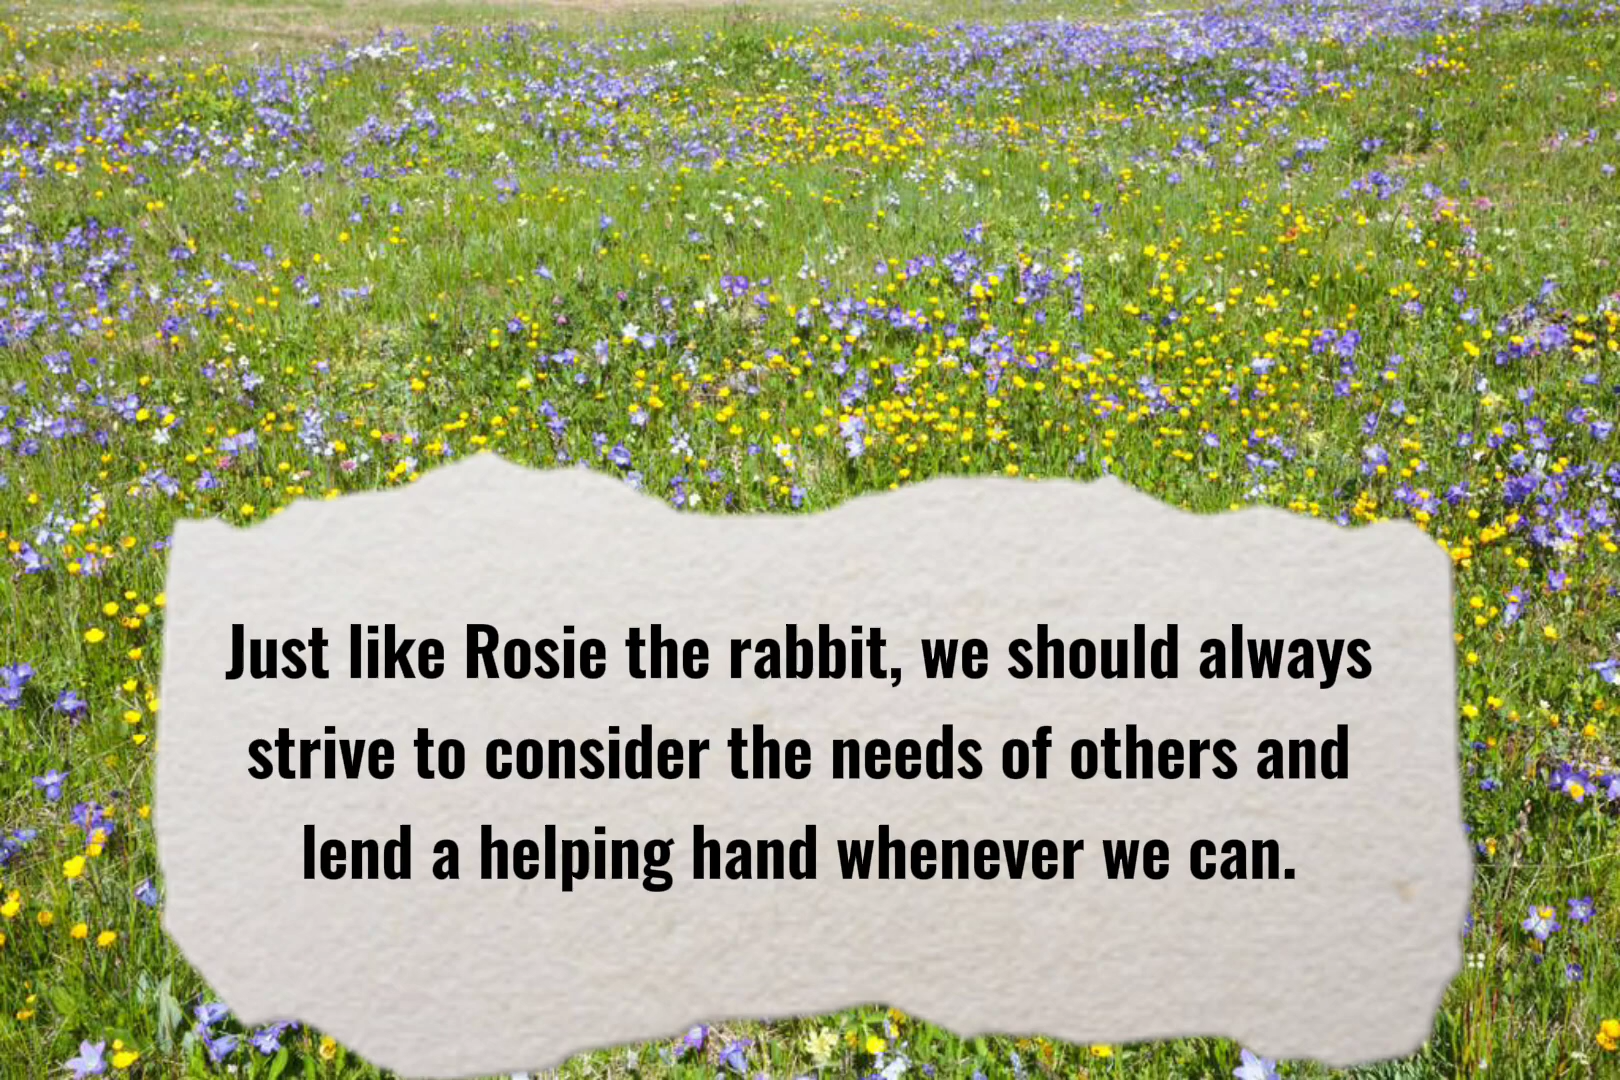 Just like Rosie the rabbit, we should always
strive to consider the needs of others and
lend a helping hand whenever we can.